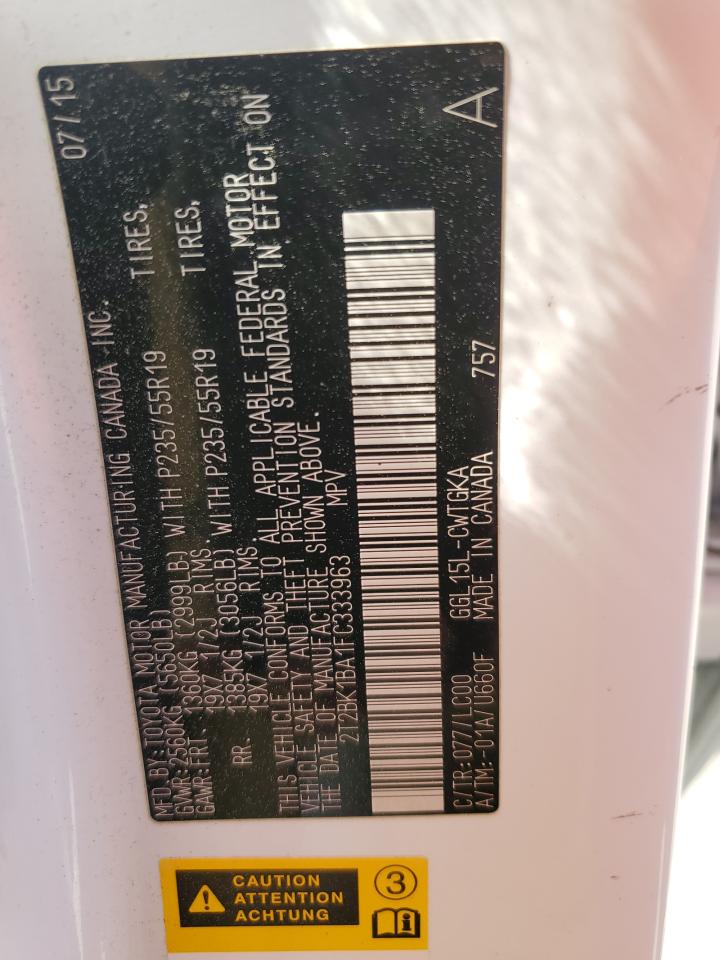 MFD. BY: TOYOTA MOTOR MANUFACTURING CANADA INC. 07/15
GVWR: 2560KG (5650LB)
GAWR: FRT. 1360KG (2999LB) WITH P235/55R19 TIRES,
19X7 1/2J RIMS
RR. 1385KG (3056LB) WITH P235/55R19 TIRES,
19X7 1/2J RIMS
THIS VEHICLE CONFORMS TO ALL APPLICABLE FEDERAL MOTOR
VEHICLE SAFETY AND THEFT PREVENTION STANDARDS IN EFFECT ON
THE DATE OF MANUFACTURE SHOWN ABOVE.
2T2BK1BA1FC333963 MPV
C/TR: 077/LC00 GGL15L-CWTGKA A
A/TM: -01A/U660F MADE IN CANADA 757
CAUTION
ATTENTION
ACHTUNG
3